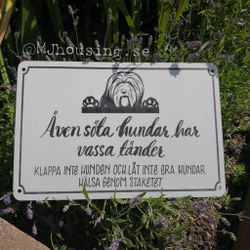 @MJhousing.se
Även söta hundar har
vassa tänder
KLAPPA INTE HUNDEN OCH LÅT INTE ERA HUNDAR
HÄLSA GENOM STAKETET